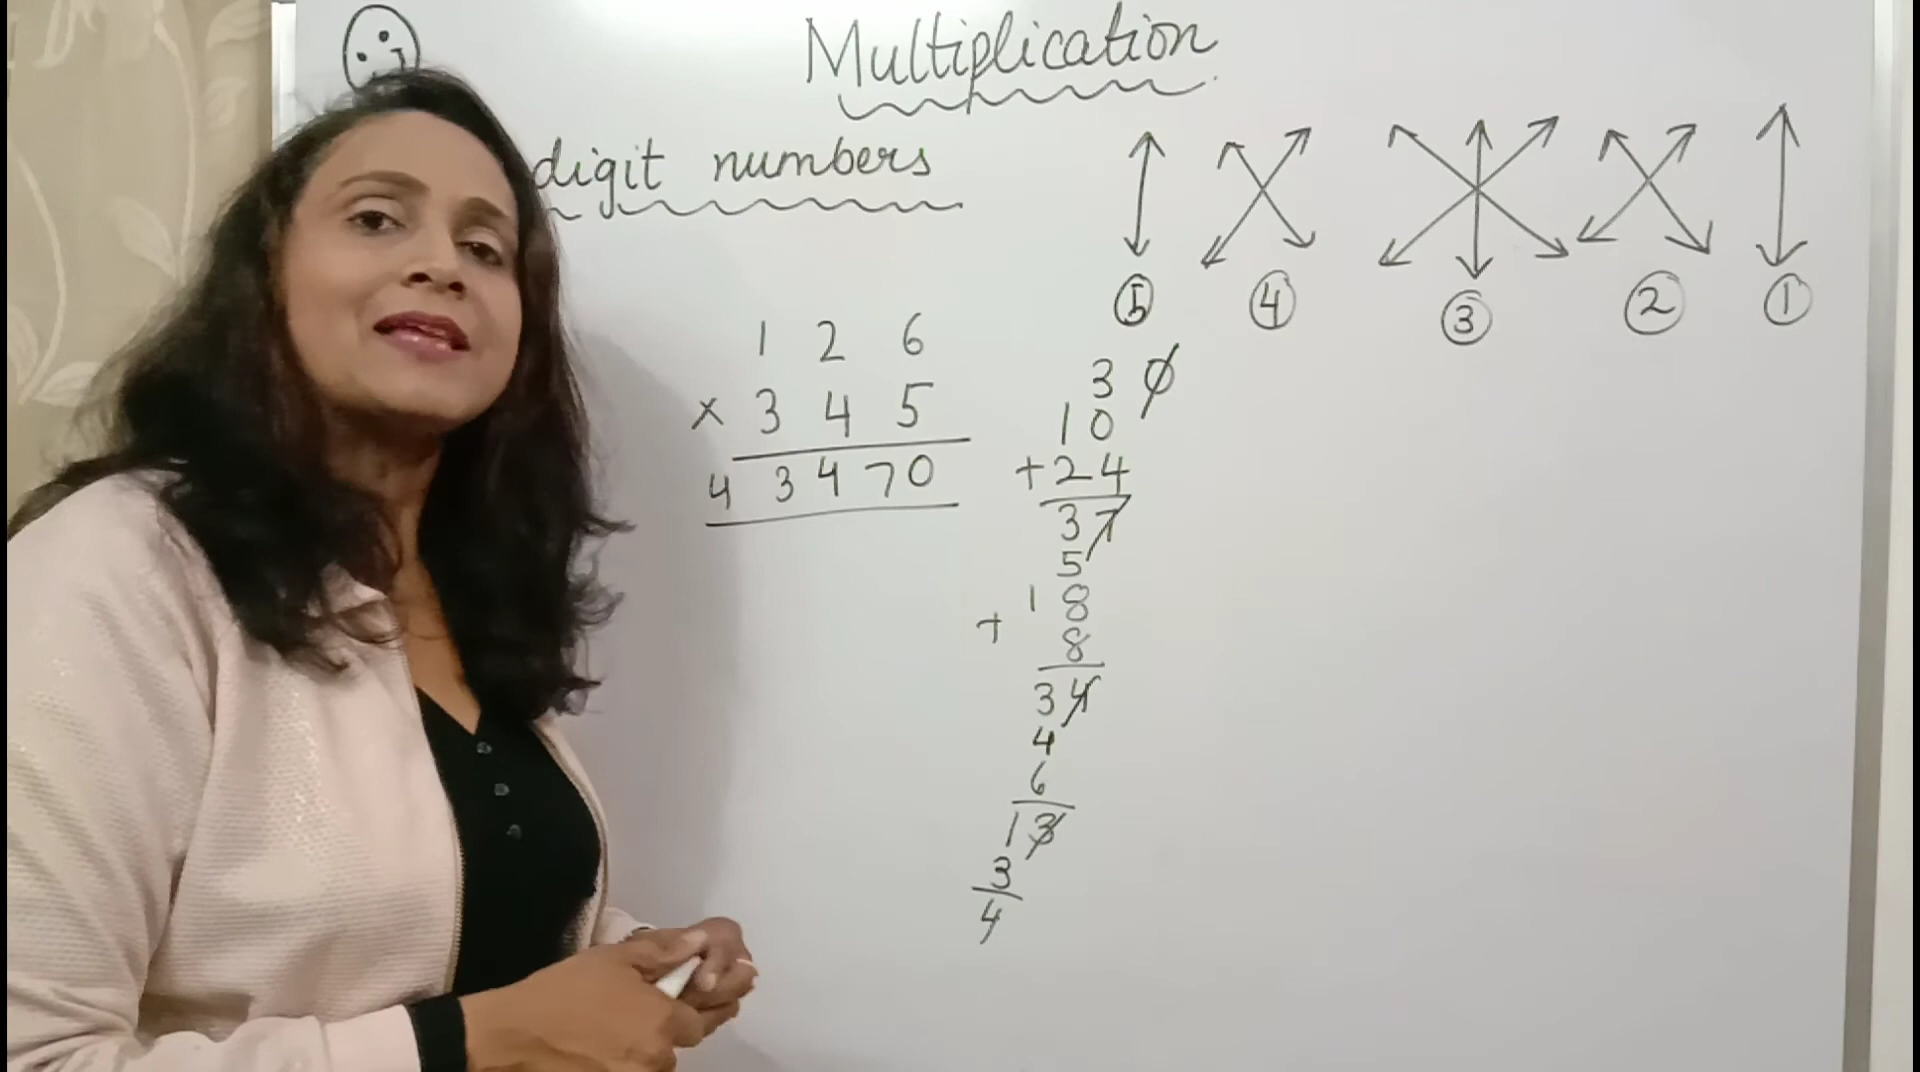 Multiplication
digit numbers
5 4 3 2 1
1 2 6
x 3 4 5
4 3 4 7 0
3 0
1 0
+ 2 4
3 7
5
1 8
+ 8
3 4
4
6
1 3
3
4